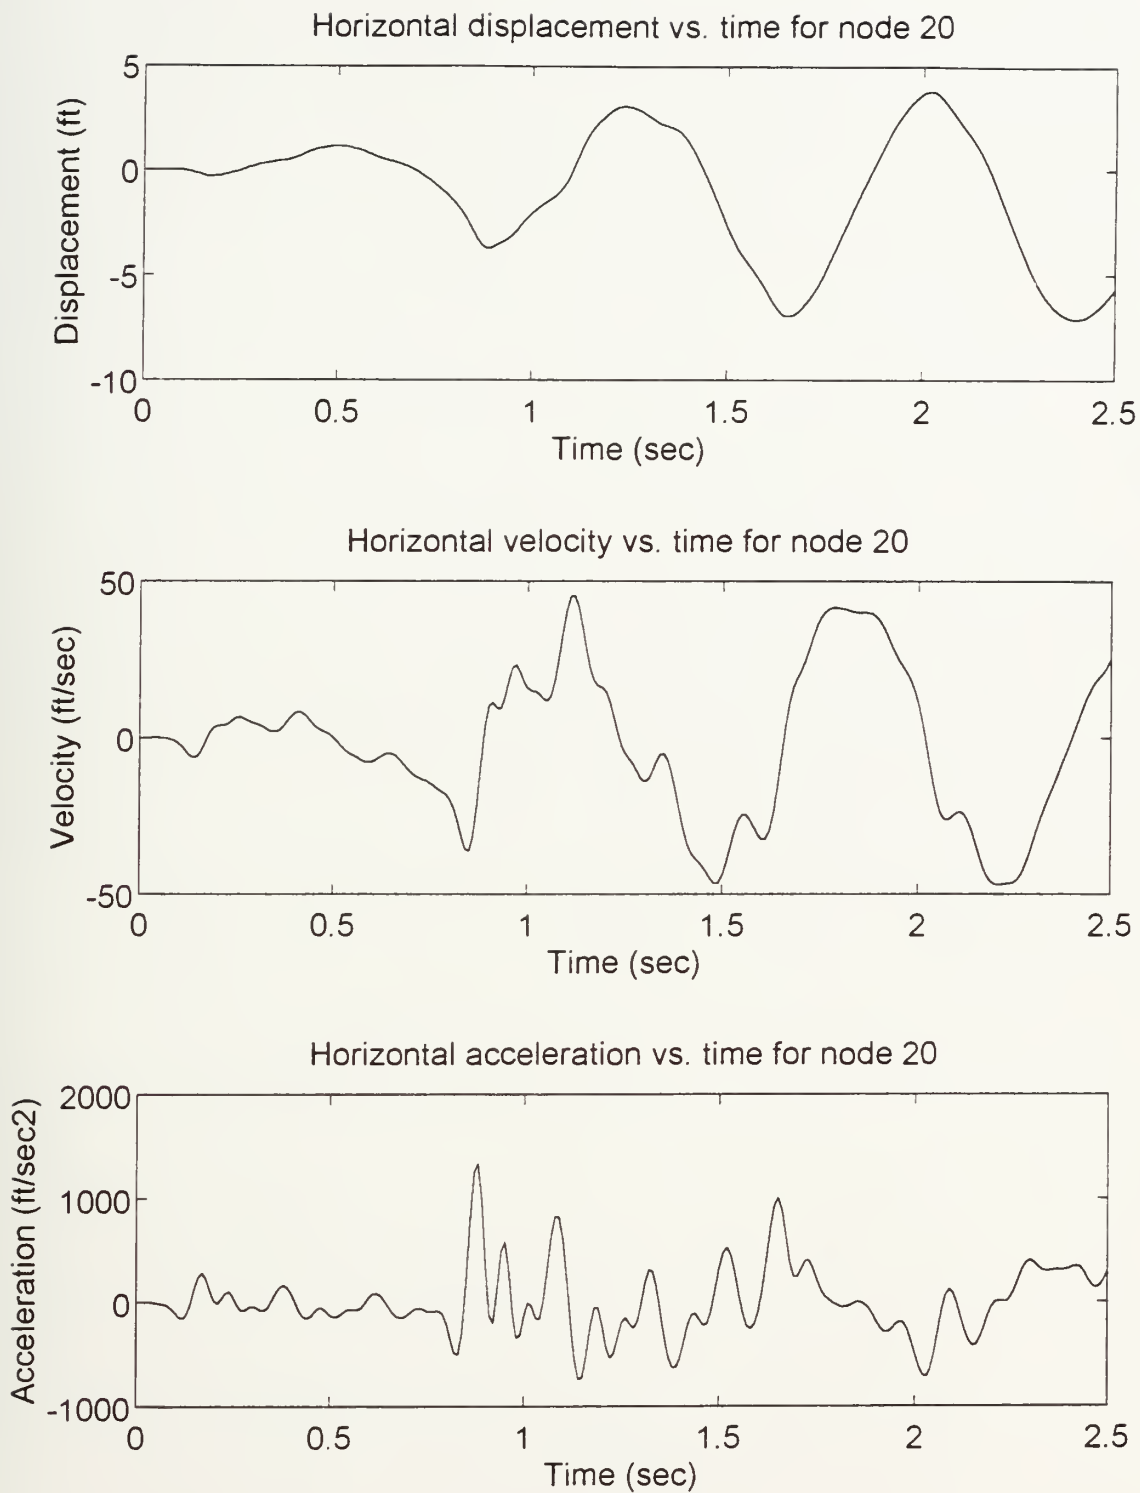 Horizontal displacement vs. time for node 20
Displacement (ft)
5
0
-5
-10
0 0.5 1 1.5 2 2.5
Time (sec)
Horizontal velocity vs. time for node 20
Velocity (ft/sec)
50
0
-50
0 0.5 1 1.5 2 2.5
Time (sec)
Horizontal acceleration vs. time for node 20
Acceleration (ft/sec2)
2000
1000
0
-1000
0 0.5 1 1.5 2 2.5
Time (sec)